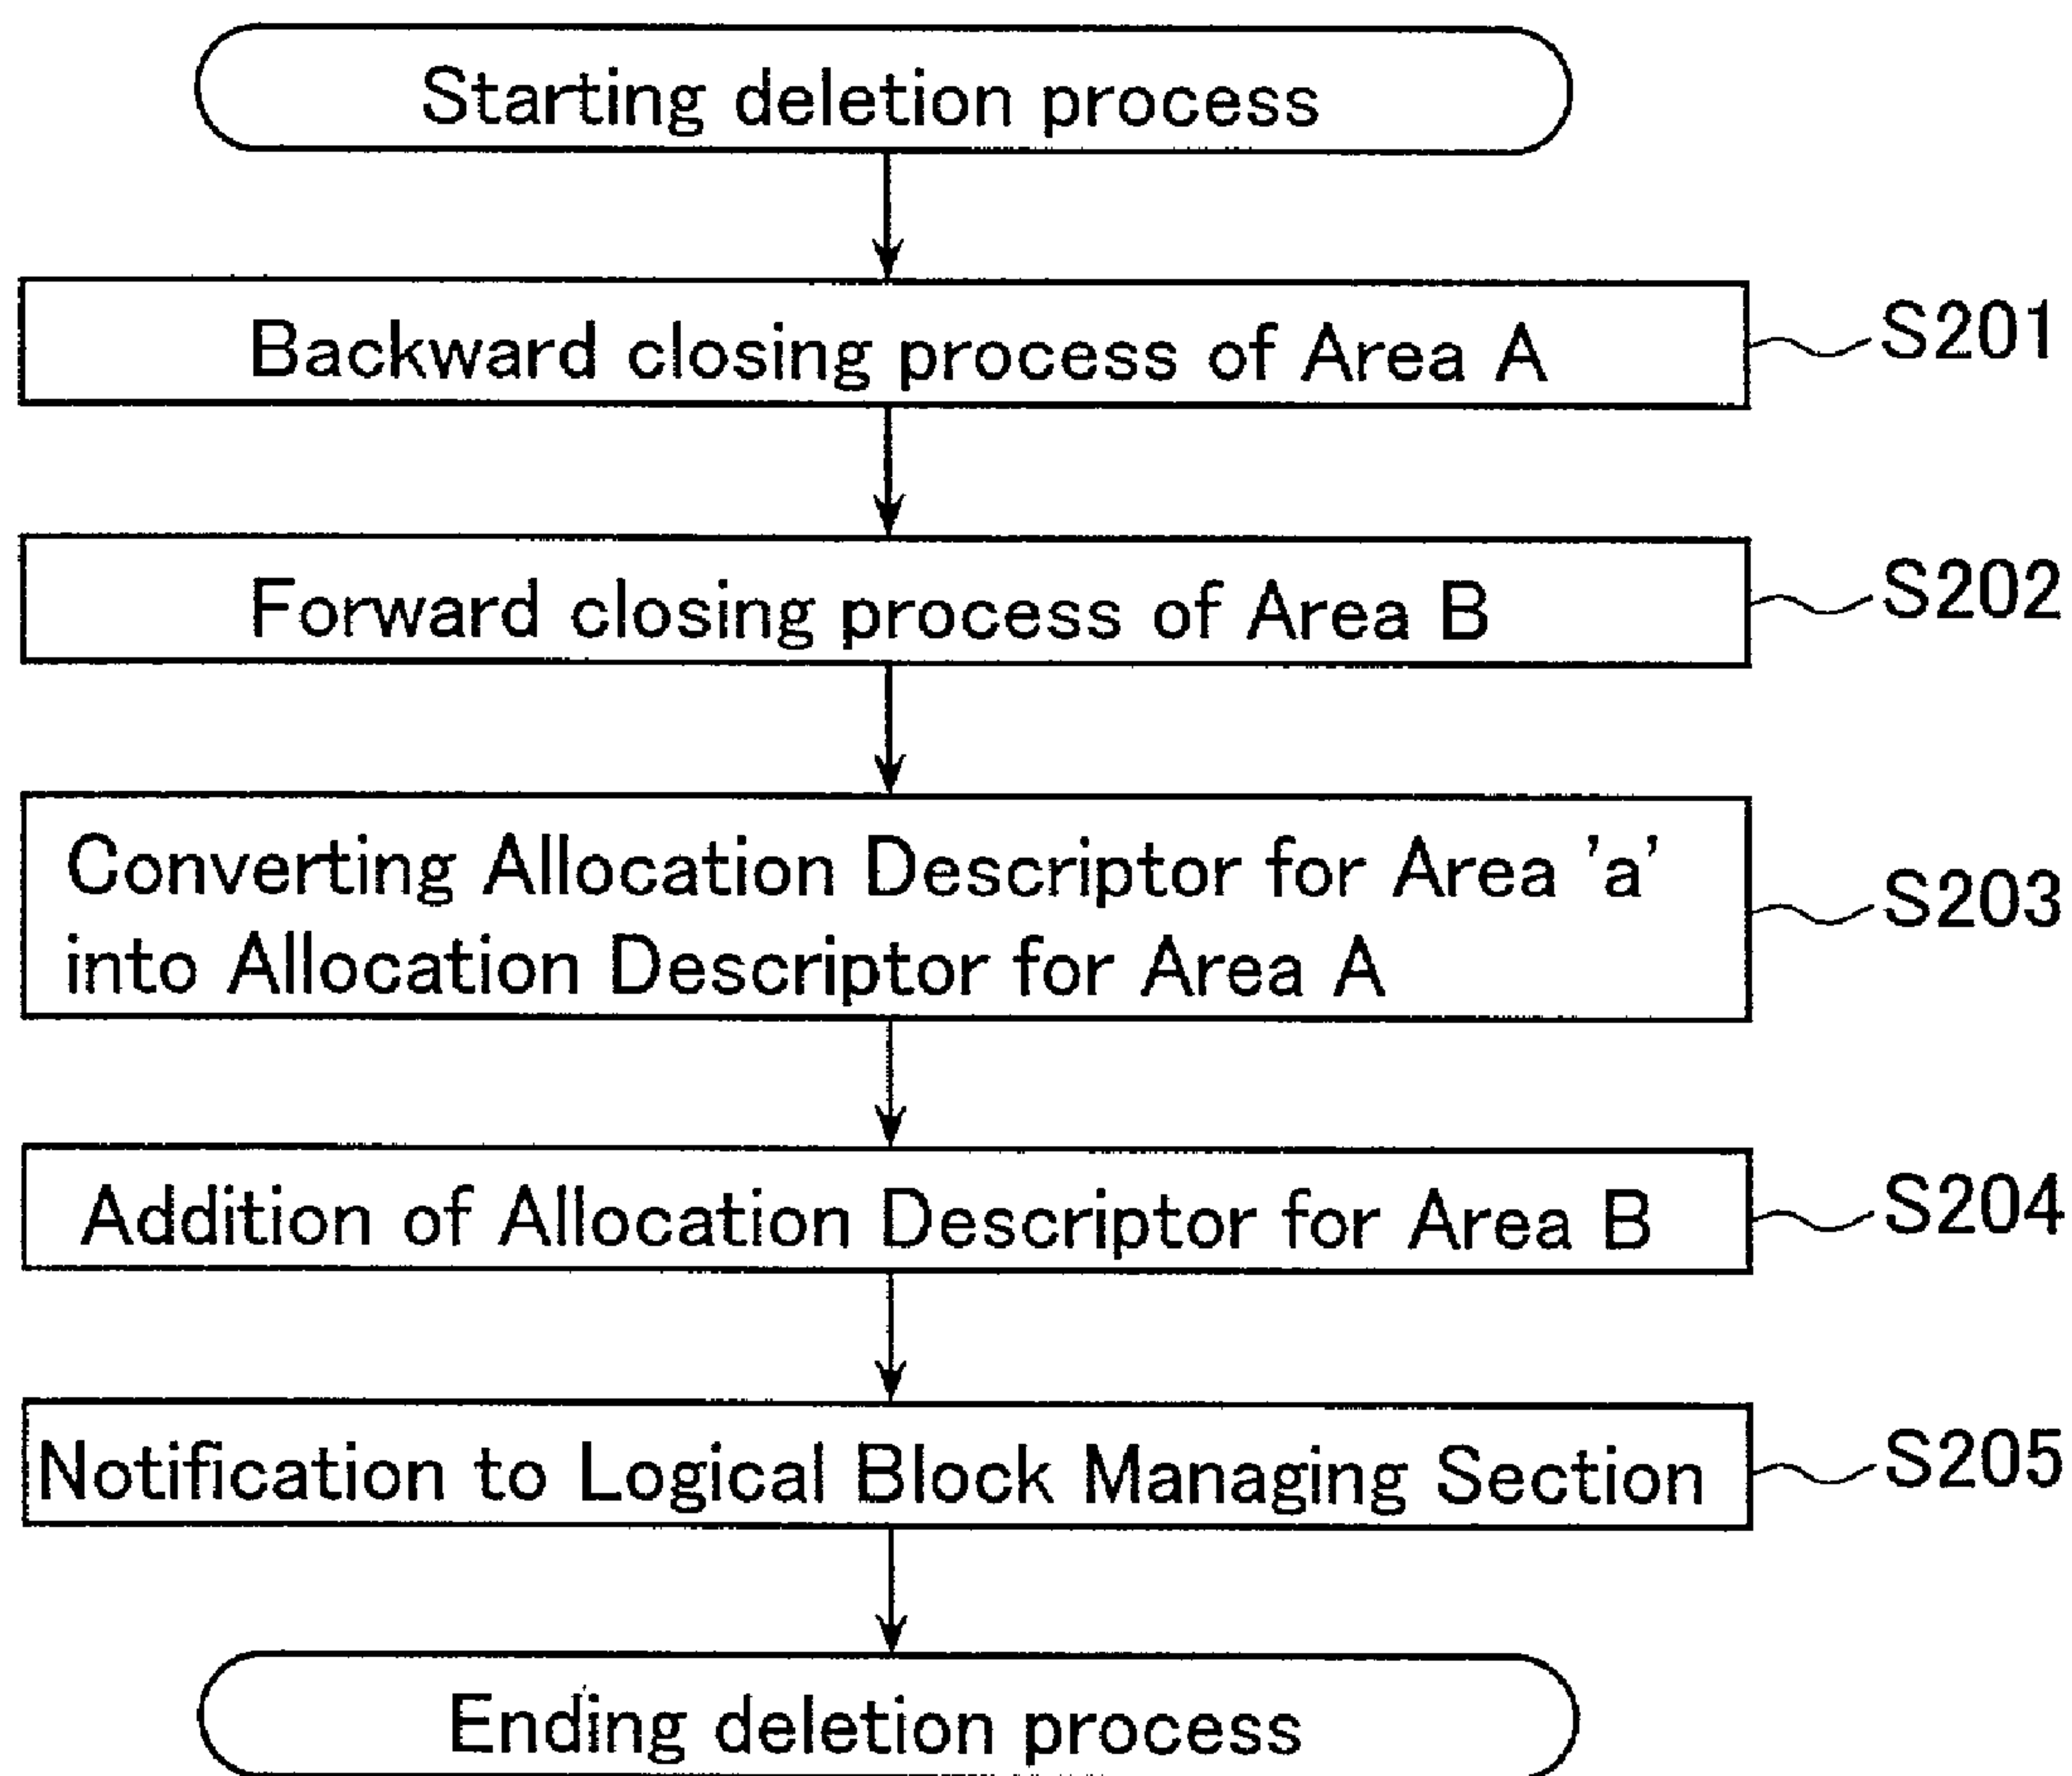 Starting deletion process
Backward closing process of Area A
S201
Forward closing process of Area B
S202
Converting Allocation Descriptor for Area 'a'
into Allocation Descriptor for Area A
S203
Addition of Allocation Descriptor for Area B
S204
Notification to Logical Block Managing Section
S205
Ending deletion process